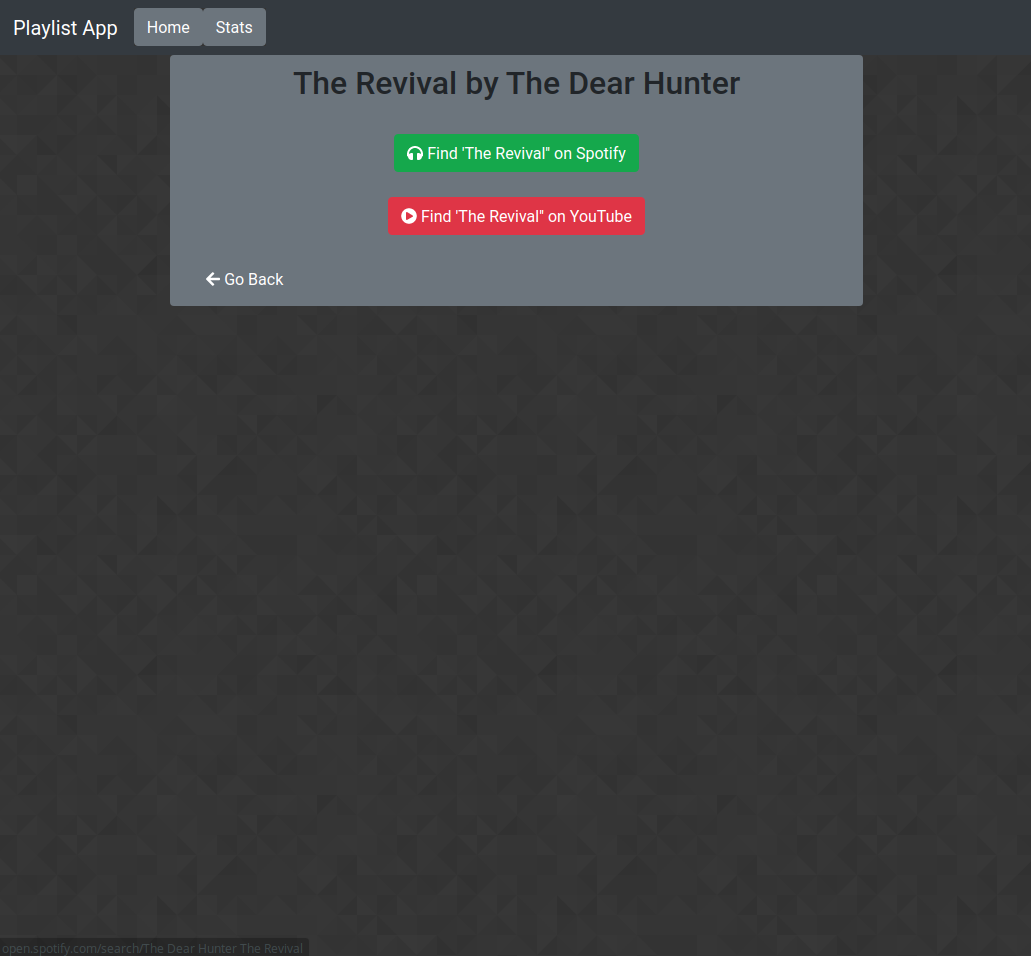 Playlist App Home Stats
The Revival by The Dear Hunter
Find 'The Revival" on Spotify
Find 'The Revival" on YouTube
Go Back
open.spotify.com/search/The Dear Hunter The Revival